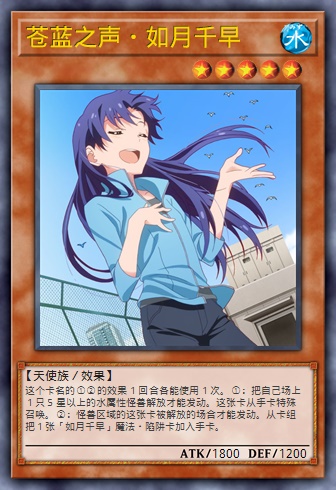 苍蓝之声・如月千早
水
【天使族／效果】
这个卡名的①②的效果1回合各能使用1次。①：把自己场上
1只5星以上的水属性怪兽解放才能发动。这张卡从手卡特殊
召唤。②：怪兽区域的这张卡被解放的场合才能发动。从卡组
把1张「如月千早」魔法・陷阱卡加入手卡。
ATK/1800 DEF/1200